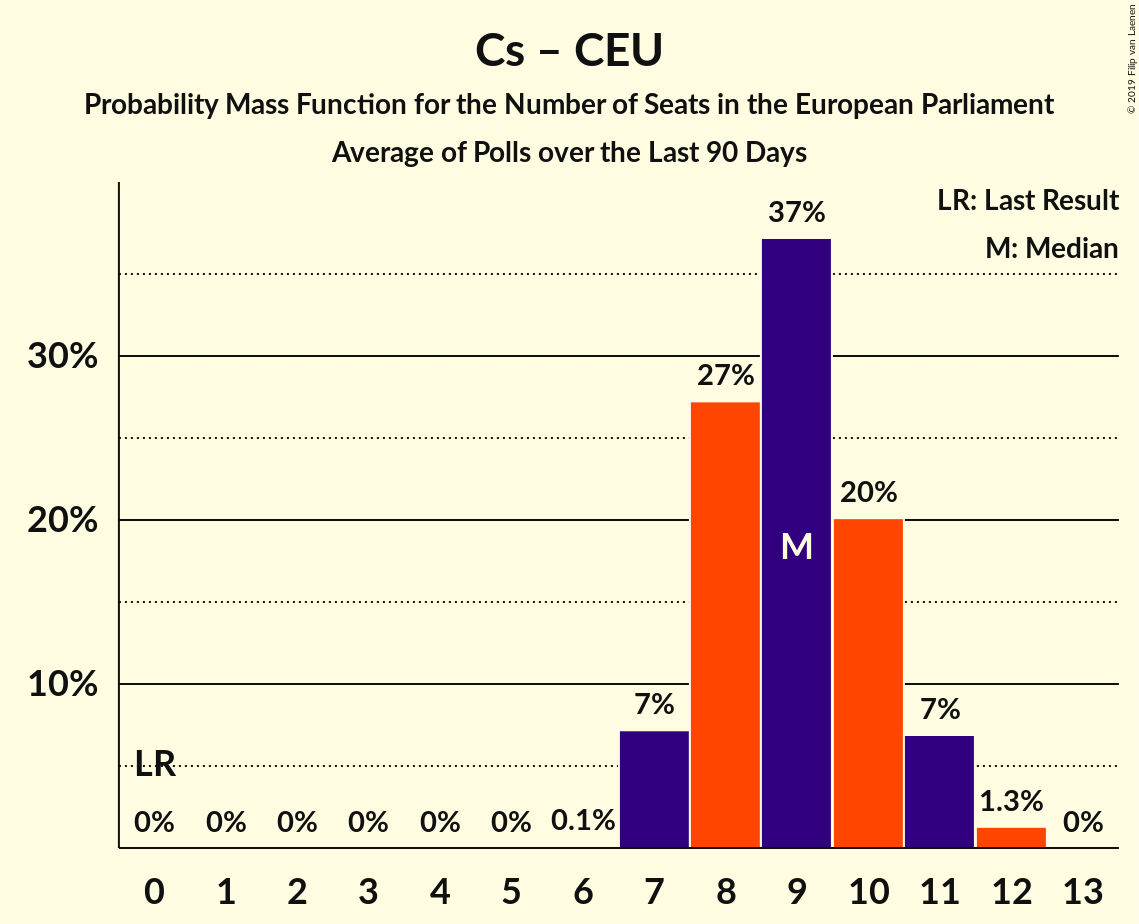 Cs – CEU
Probability Mass Function for the Number of Seats in the European Parliament
Average of Polls over the Last 90 Days
© 2019 Filip van Laenen
LR: Last Result
M: Median
37%
30%
27%
20%
20%
M
10%
7%
7%
LR
0% 0% 0% 0% 0% 0% 0.1% 1.3% 0%
0 1 2 3 4 5 6 7 8 9 10 11 12 13